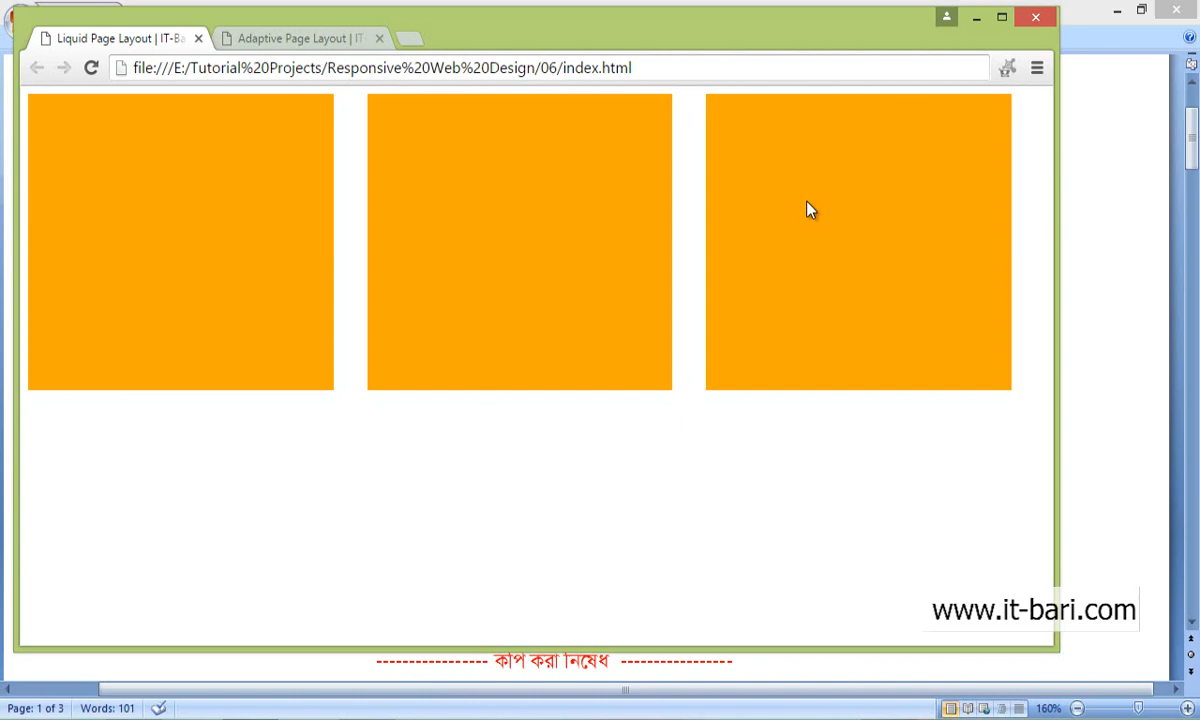 Liquid Page Layout | IT-Ba
Adaptive Page Layout | IT
file:///E:/Tutorial%20Projects/Responsive%20Web%20Design/06/index.html
www.it-bari.com
---------------- কপি করা নিষেধ ----------------
Page: 1 of 3 Words: 101 160%